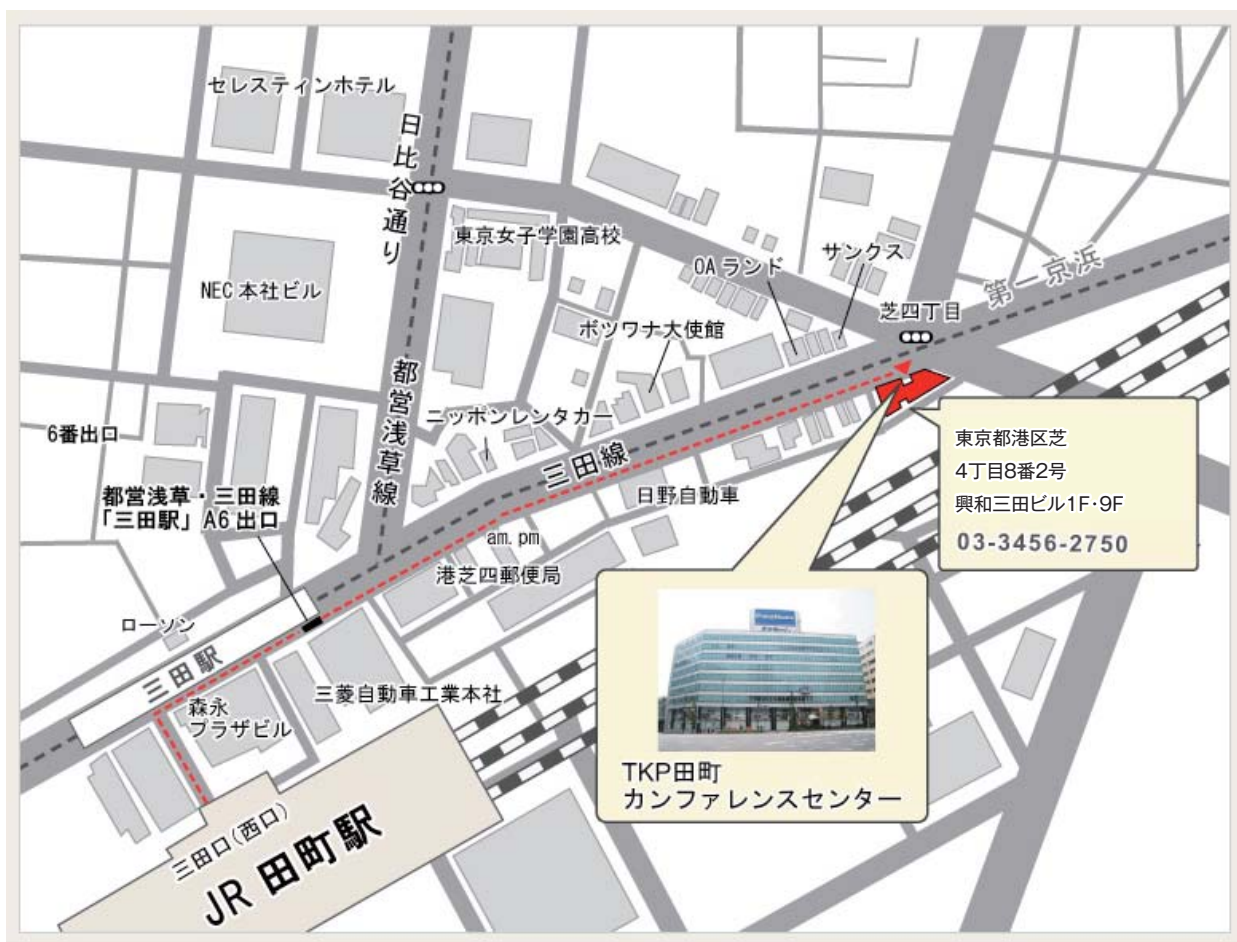 セレスティンホテル
日比谷通り
東京女子学園高校
OAランド
サンクス
第一京浜
NEC本社ビル
ボツワナ大使館
芝四丁目
都営浅草線
ニッポンレンタカー
6番出口
三田線
東京都港区芝
4丁目8番2号
興和三田ビル1F・9F
03-3456-2750
都営浅草・三田線
「三田駅」A6出口
日野自動車
am.pm
港芝四郵便局
ローソン
三田駅
森永
プラザビル
三菱自動車工業本社
TKP田町
カンファレンスセンター
三田口(西口)
JR 田町駅